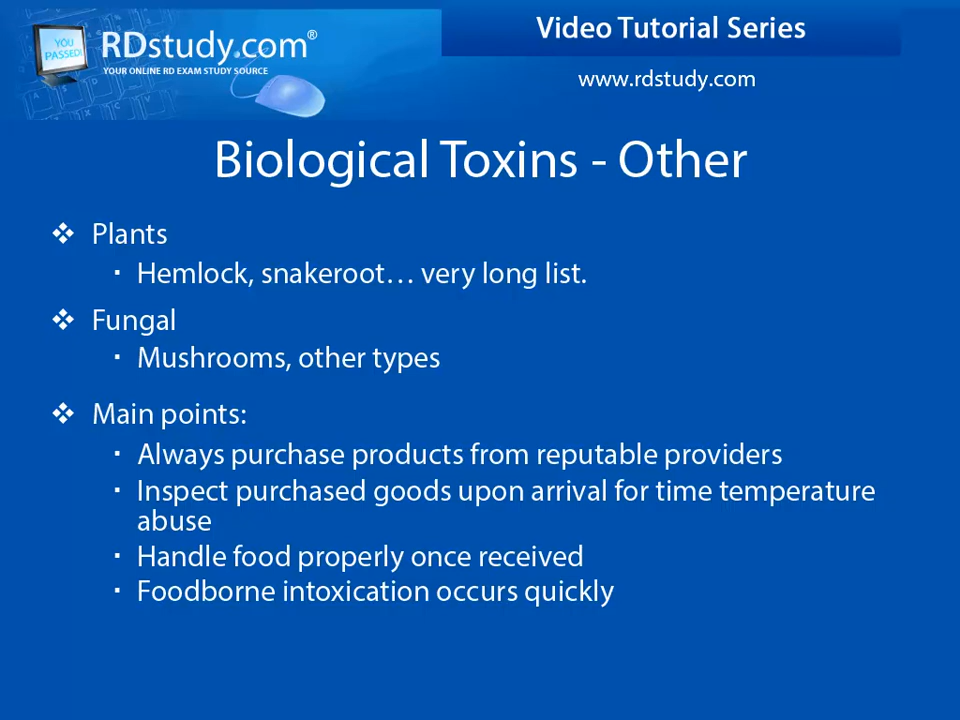 YOU
PASSED!
RDstudy.com®
YOUR ONLINE RD EXAM STUDY SOURCE
Video Tutorial Series
www.rdstudy.com
Biological Toxins - Other
❖ Plants
▪ Hemlock, snakeroot… very long list.
❖ Fungal
▪ Mushrooms, other types
❖ Main points:
▪ Always purchase products from reputable providers
▪ Inspect purchased goods upon arrival for time temperature
abuse
▪ Handle food properly once received
▪ Foodborne intoxication occurs quickly